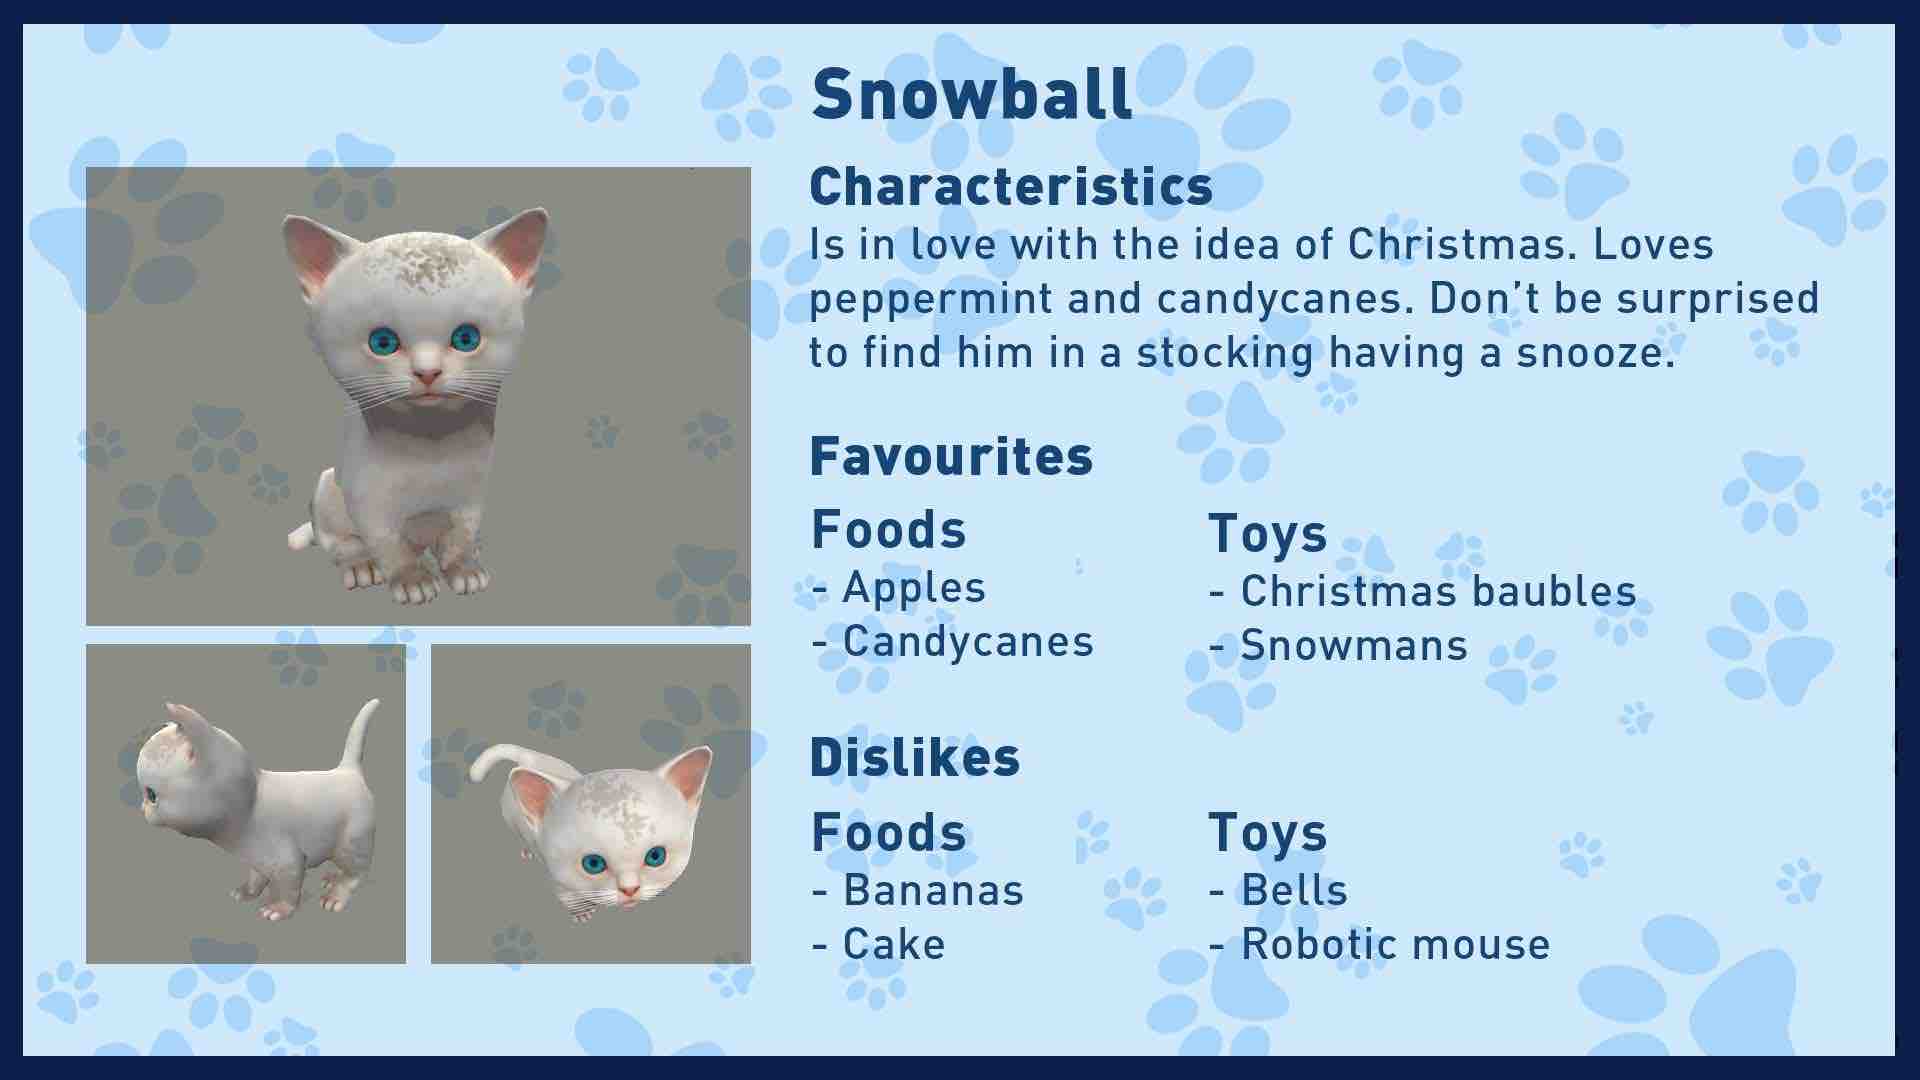 Snowball
Characteristics
Is in love with the idea of Christmas. Loves
peppermint and candycanes. Don’t be surprised
to find him in a stocking having a snooze.
Favourites
Foods
- Apples
- Candycanes
Toys
- Christmas baubles
- Snowmans
Dislikes
Foods
- Bananas
- Cake
Toys
- Bells
- Robotic mouse